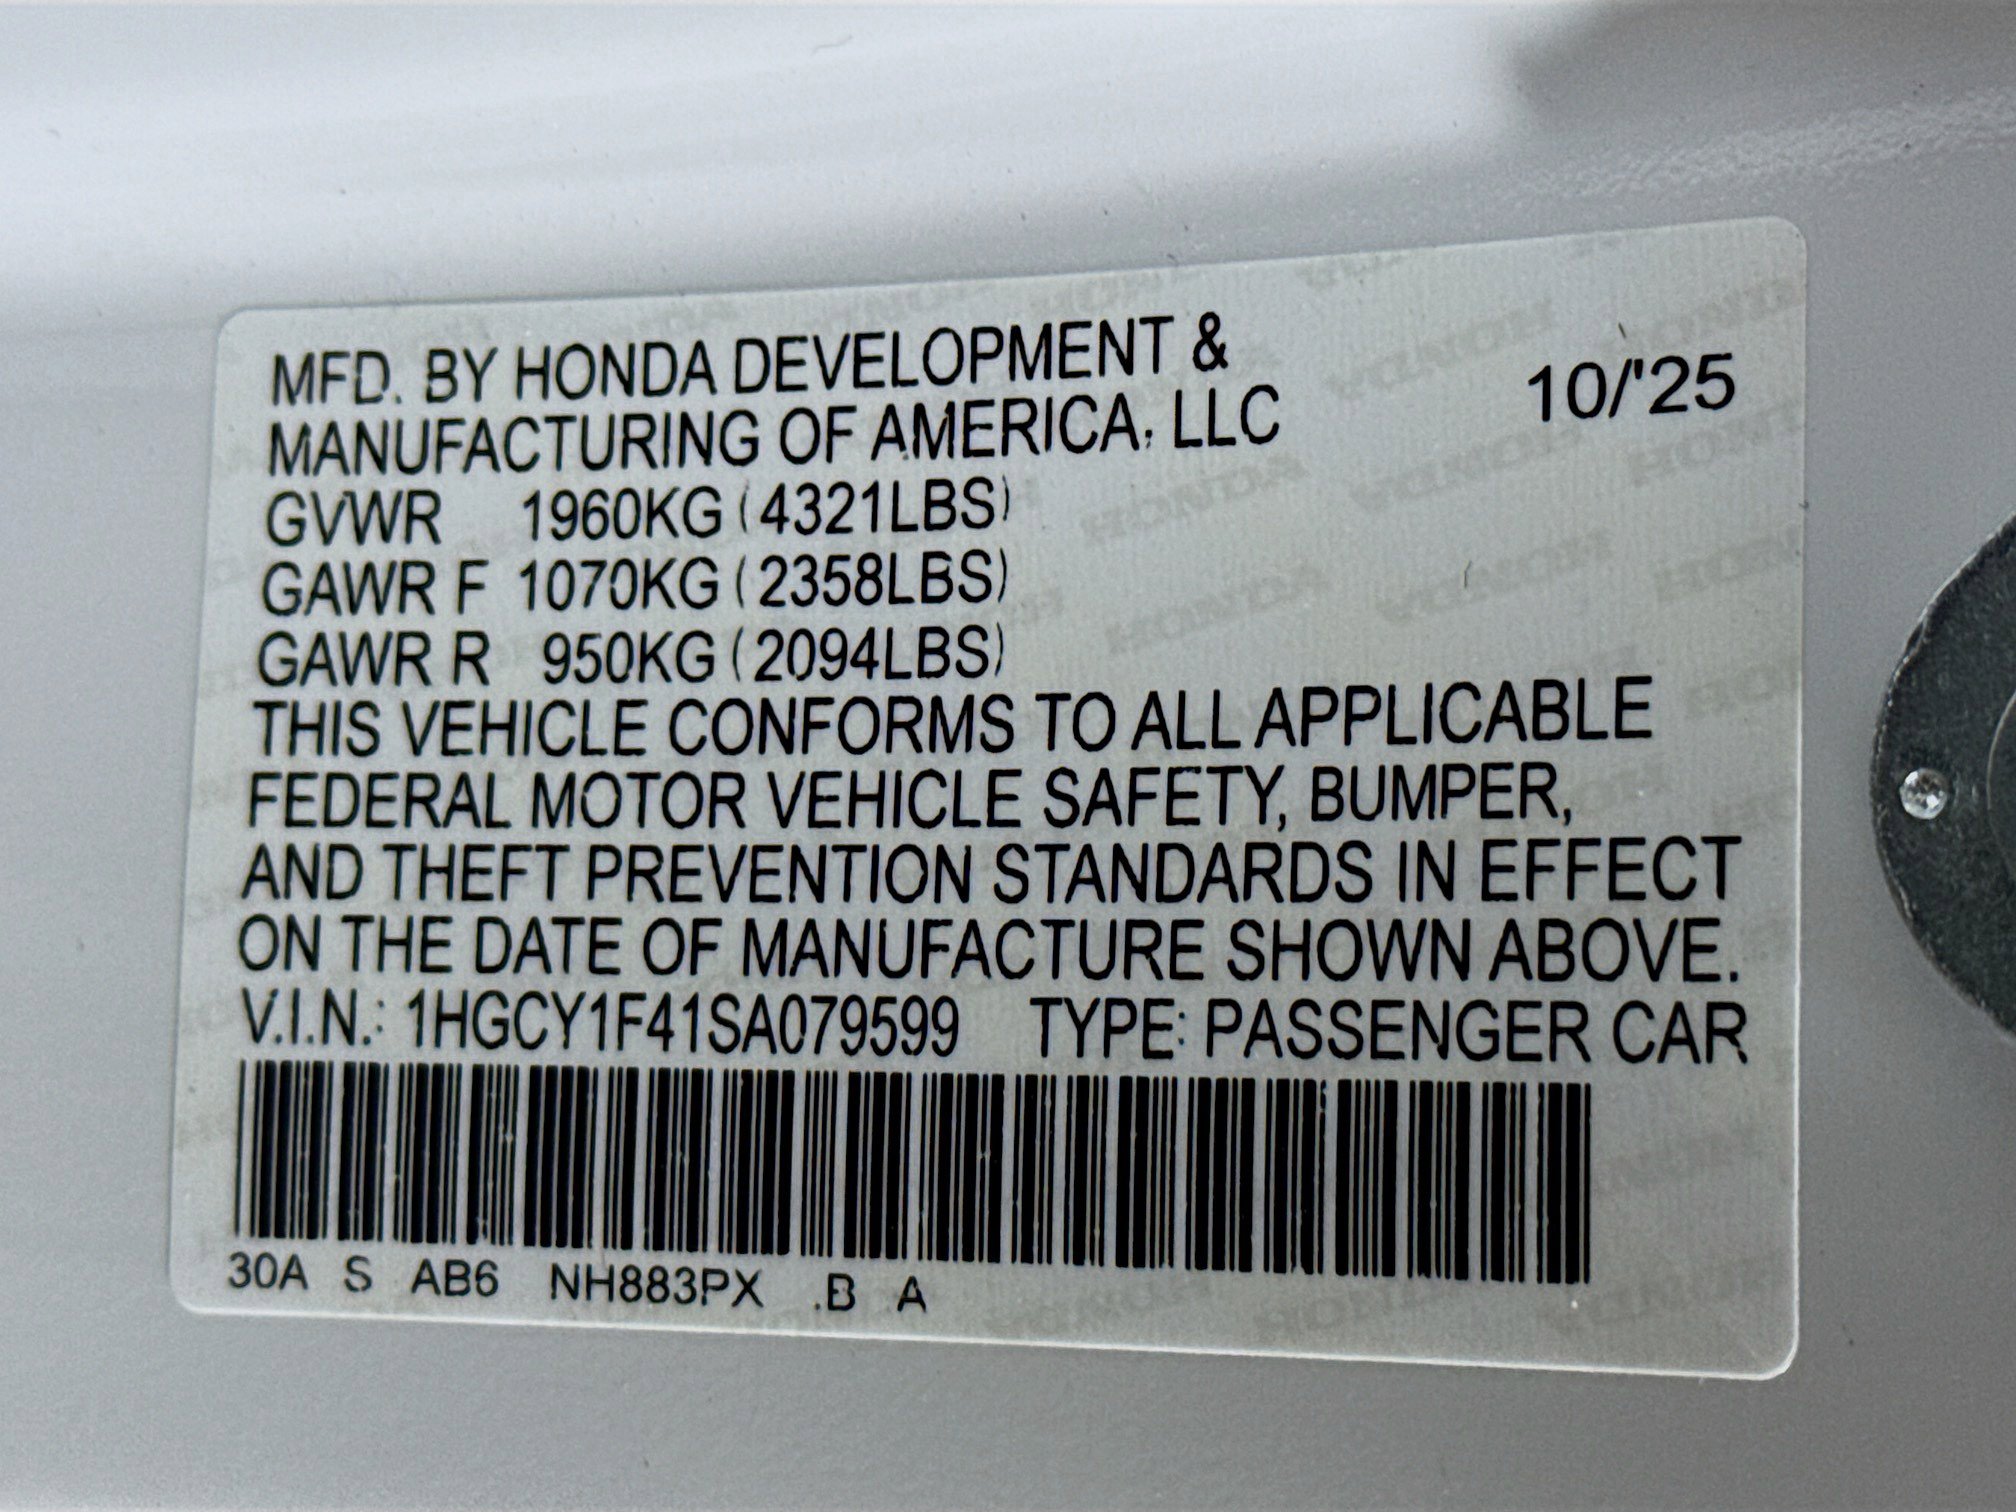 MFD. BY HONDA DEVELOPMENT &
MANUFACTURING OF AMERICA, LLC
10/'25
GVWR 1960KG (4321LBS)
GAWR F 1070KG (2358LBS)
GAWR R 950KG (2094LBS)
THIS VEHICLE CONFORMS TO ALL APPLICABLE
FEDERAL MOTOR VEHICLE SAFETY, BUMPER,
AND THEFT PREVENTION STANDARDS IN EFFECT
ON THE DATE OF MANUFACTURE SHOWN ABOVE.
V.I.N.: 1HGCY1F41SA079599 TYPE: PASSENGER CAR
30A S AB6 NH883PX .B A